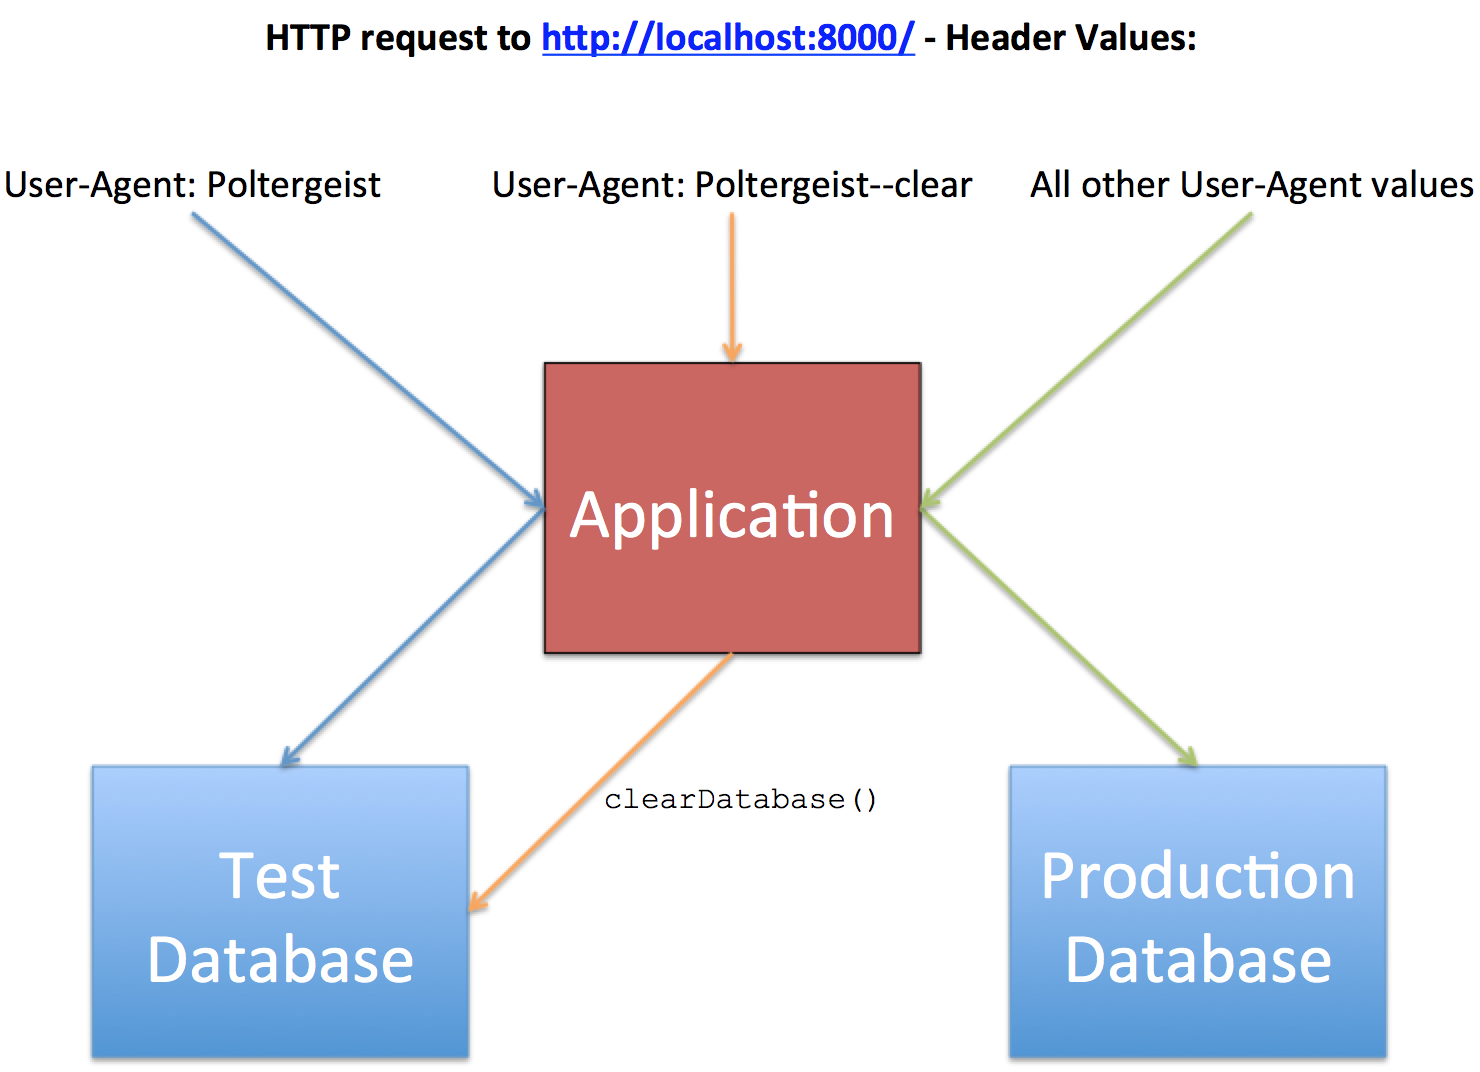 HTTP request to http://localhost:8000/ - Header Values:
User-Agent: Poltergeist
User-Agent: Poltergeist--clear
All other User-Agent values
Application
clearDatabase()
Test
Database
Production
Database